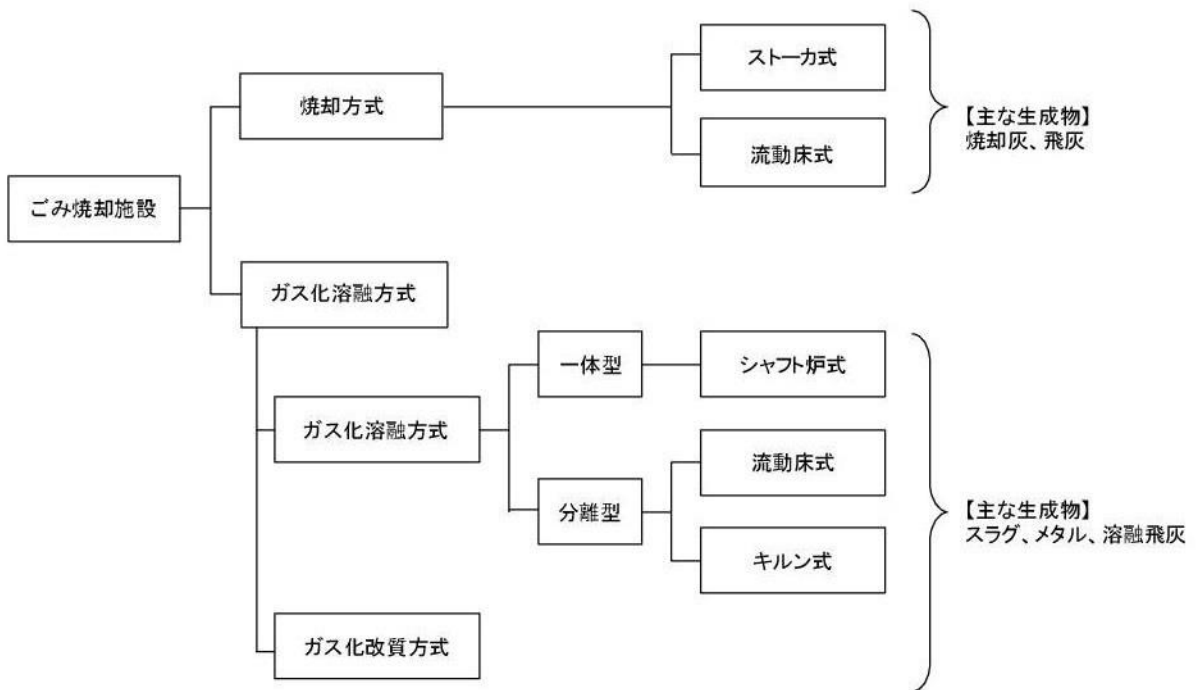 ストーカ式
焼却方式
【主な生成物】
焼却灰、飛灰
流動床式
ごみ焼却施設
ガス化溶融方式
一体型
シャフト炉式
ガス化溶融方式
流動床式
分離型
【主な生成物】
スラグ、メタル、溶融飛灰
キルン式
ガス化改質方式